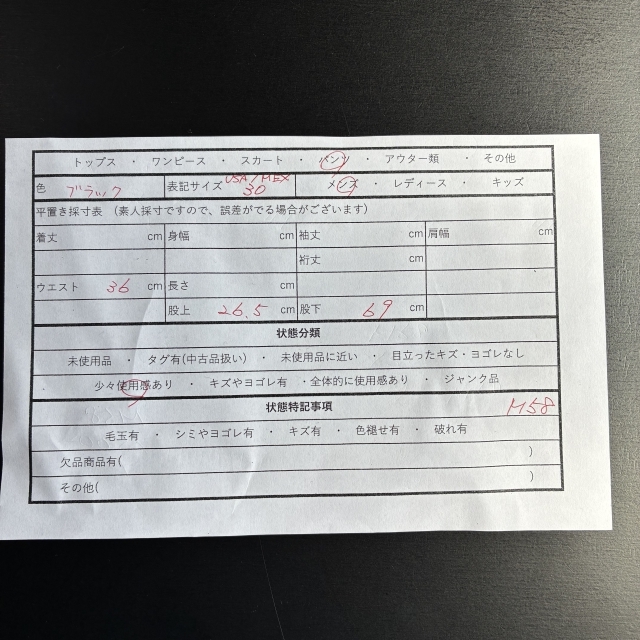 トップス ・ ワンピース ・ スカート ・ パンツ ・ アウター類 ・ その他
色 ブラック 表記サイズ USA/MEX 30 メンズ ・ レディース ・ キッズ
平置き採寸表 (素人採寸ですので、誤差がでる場合がございます)
着丈 cm 身幅 cm 袖丈 cm 肩幅 cm
裄丈 cm
ウエスト 36 cm 長さ cm
股上 26.5 cm 股下 69 cm
状態分類
未使用品 ・ タグ有(中古品扱い) ・ 未使用品に近い ・ 目立ったキズ・ヨゴレなし
少々使用感あり ・ キズやヨゴレ有 ・全体的に使用感あり ・ ジャンク品
状態特記事項 M58
毛玉有 ・ シミやヨゴレ有 ・ キズ有 ・ 色褪せ有 ・ 破れ有
欠品商品有( )
その他( )